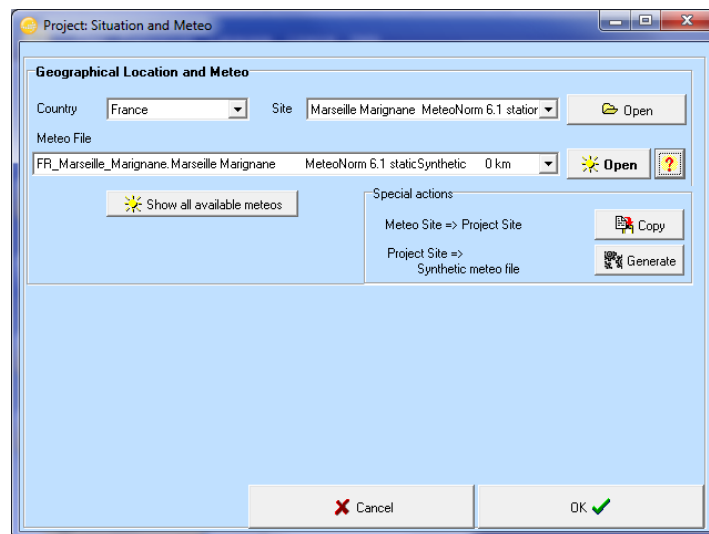 Project: Situation and Meteo
Geographical Location and Meteo
Country France Site Marseille Marignane MeteoNorm 6.1 station Open
Meteo File
FR_Marseille_Marignane.Marseille Marignane MeteoNorm 6.1 staticSynthetic 0 km Open ?
Show all available meteos
Special actions
Meteo Site => Project Site Copy
Project Site =>
Synthetic meteo file Generate
Cancel OK